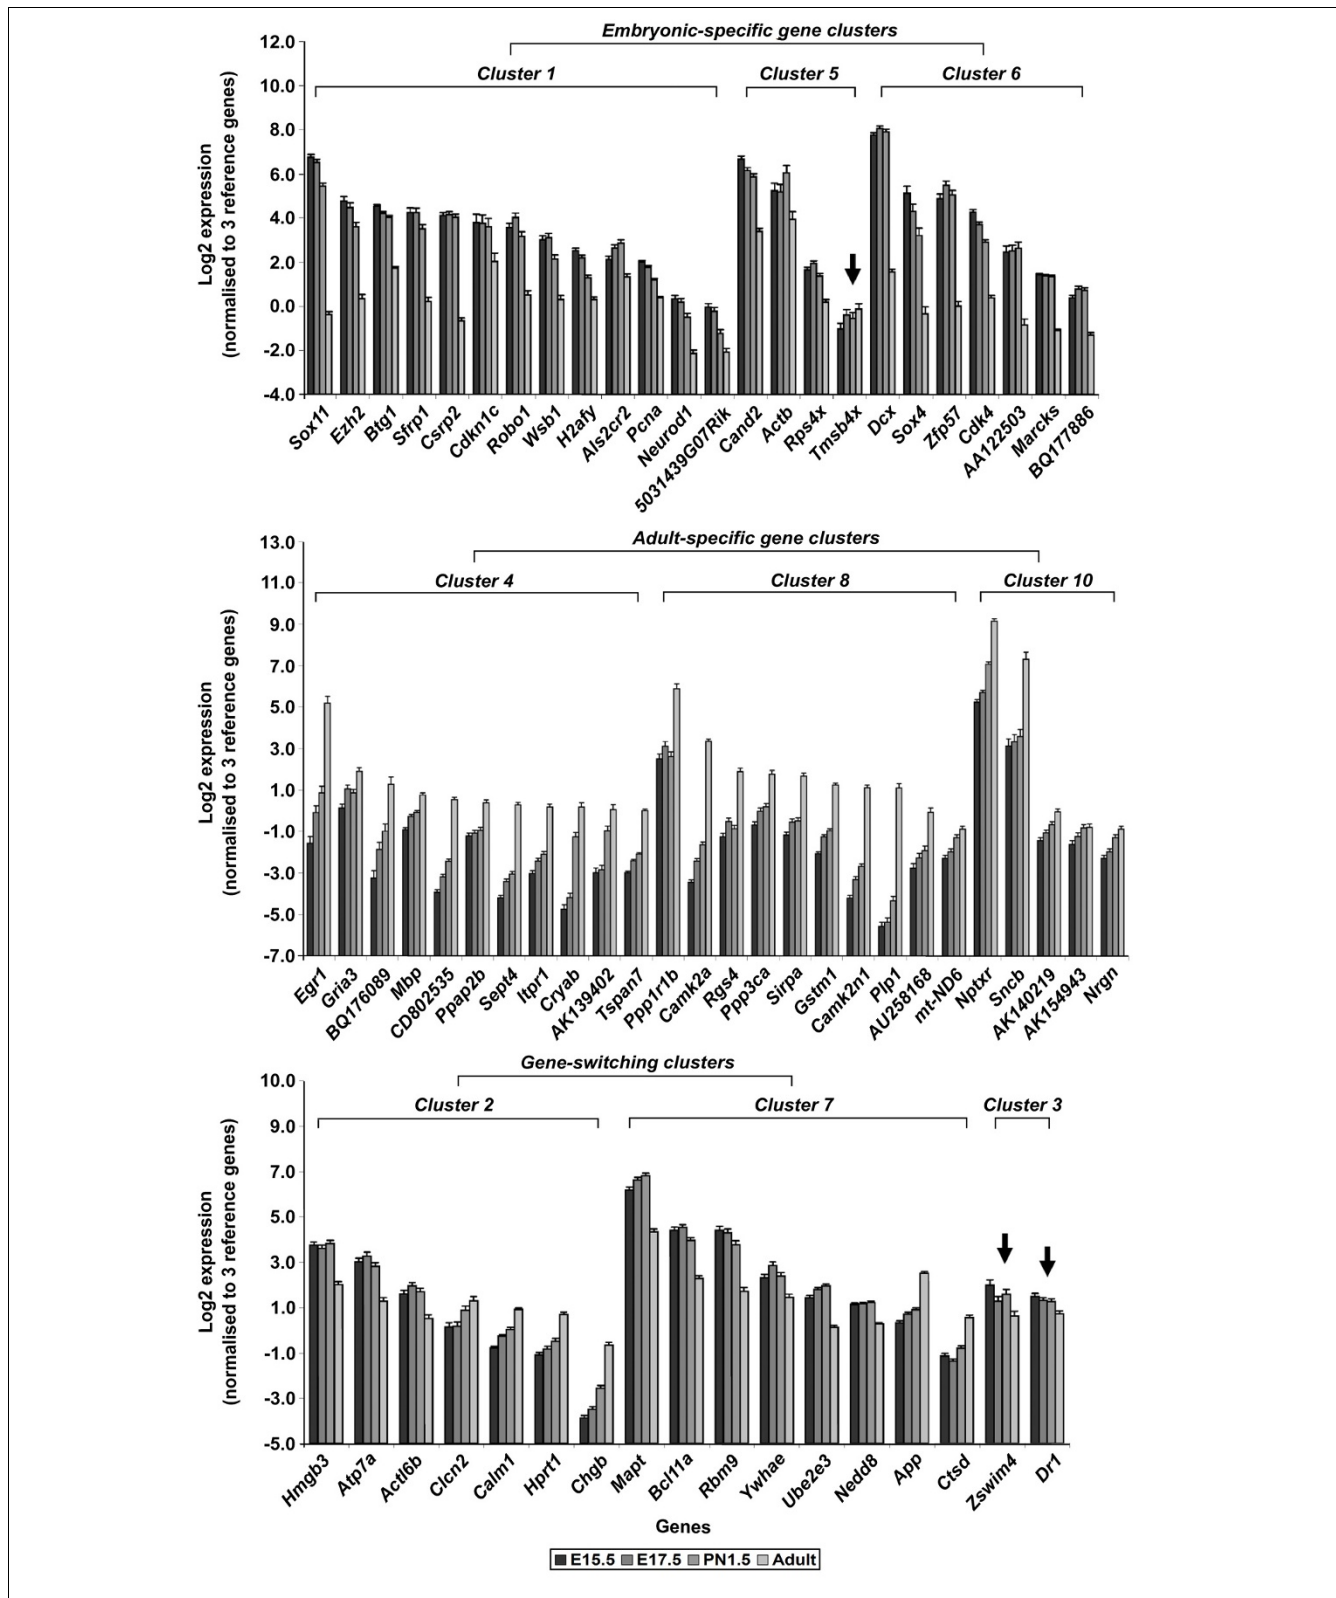 Embryonic-specific gene clusters
Cluster 1
Cluster 5
Cluster 6
Log2 expression
(normalised to 3 reference genes)
12.0
10.0
8.0
6.0
4.0
2.0
0.0
-2.0
-4.0
Sox11
Ezh2
Btg1
Sfrp1
Csrp2
Cdkn1c
Robo1
Wsb1
H2afy
Als2cr2
Pcna
Neurod1
5031439G07Rik
Cand2
Actb
Rps4x
Tmsb4x
Dcx
Sox4
Zfp57
Cdk4
AA122503
Marcks
BQ177886
Adult-specific gene clusters
Cluster 4
Cluster 8
Cluster 10
Log2 expression
(normalised to 3 reference genes)
13.0
11.0
9.0
7.0
5.0
3.0
1.0
-1.0
-3.0
-5.0
-7.0
Egr1
Gria3
BQ176089
Mbp
CD802535
Ppap2b
Sept4
Itpr1
Cryab
AK139402
Tspan7
Ppp1r1b
Camk2a
Rgs4
Ppp3ca
Sirpa
Gstm1
Camk2n1
Plp1
AU258168
mt-ND6
Nptxr
Sncb
AK140219
AK154943
Nrgn
Gene-switching clusters
Cluster 2
Cluster 7
Cluster 3
Log2 expression
(normalised to 3 reference genes)
10.0
9.0
7.0
5.0
3.0
1.0
-1.0
-3.0
-5.0
Hmgb3
Atp7a
Actl6b
Clcn2
Calm1
Hprt1
Chgb
Mapt
Bcl11a
Rbm9
Ywhae
Ube2e3
Nedd8
App
Ctsd
Zswim4
Dr1
Genes
E15.5 E17.5 PN1.5 Adult